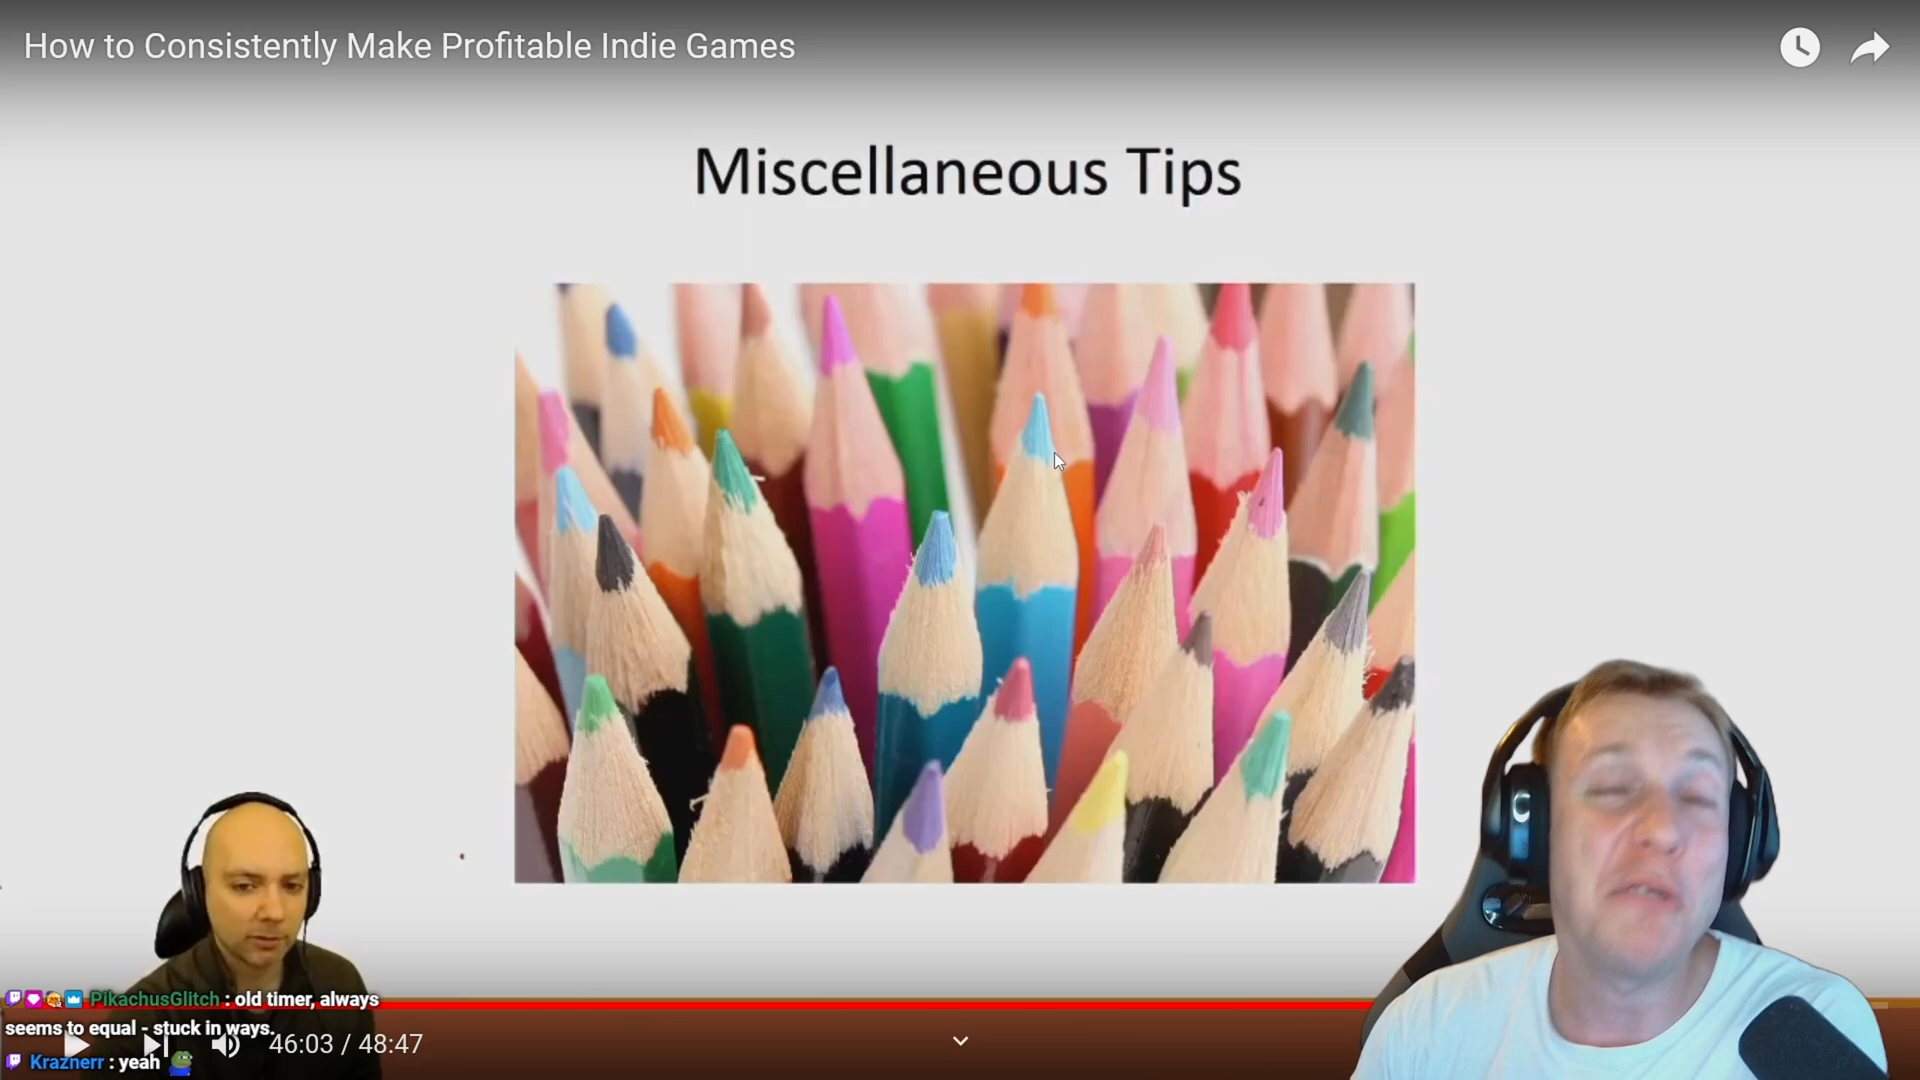 How to Consistently Make Profitable Indie Games
Miscellaneous Tips
PikachusGlitch : old timer, always
seems to equal - stuck in ways.
46:03 / 48:47
Kraznerr : yeah